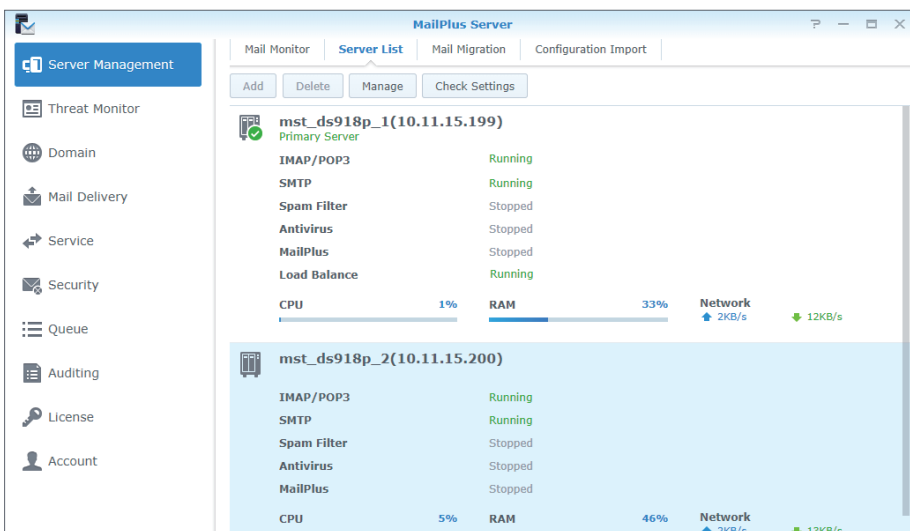 MailPlus Server
Server Management
Threat Monitor
Domain
Mail Delivery
Service
Security
Queue
Auditing
License
Account
Mail Monitor Server List Mail Migration Configuration Import
Add Delete Manage Check Settings
mst_ds918p_1(10.11.15.199)
Primary Server
IMAP/POP3 Running
SMTP Running
Spam Filter Stopped
Antivirus Stopped
MailPlus Stopped
Load Balance Running
CPU 1% RAM 33% Network
2KB/s 12KB/s
mst_ds918p_2(10.11.15.200)
IMAP/POP3 Running
SMTP Running
Spam Filter Stopped
Antivirus Stopped
MailPlus Stopped
CPU 5% RAM 46% Network
2KB/s 12KB/s